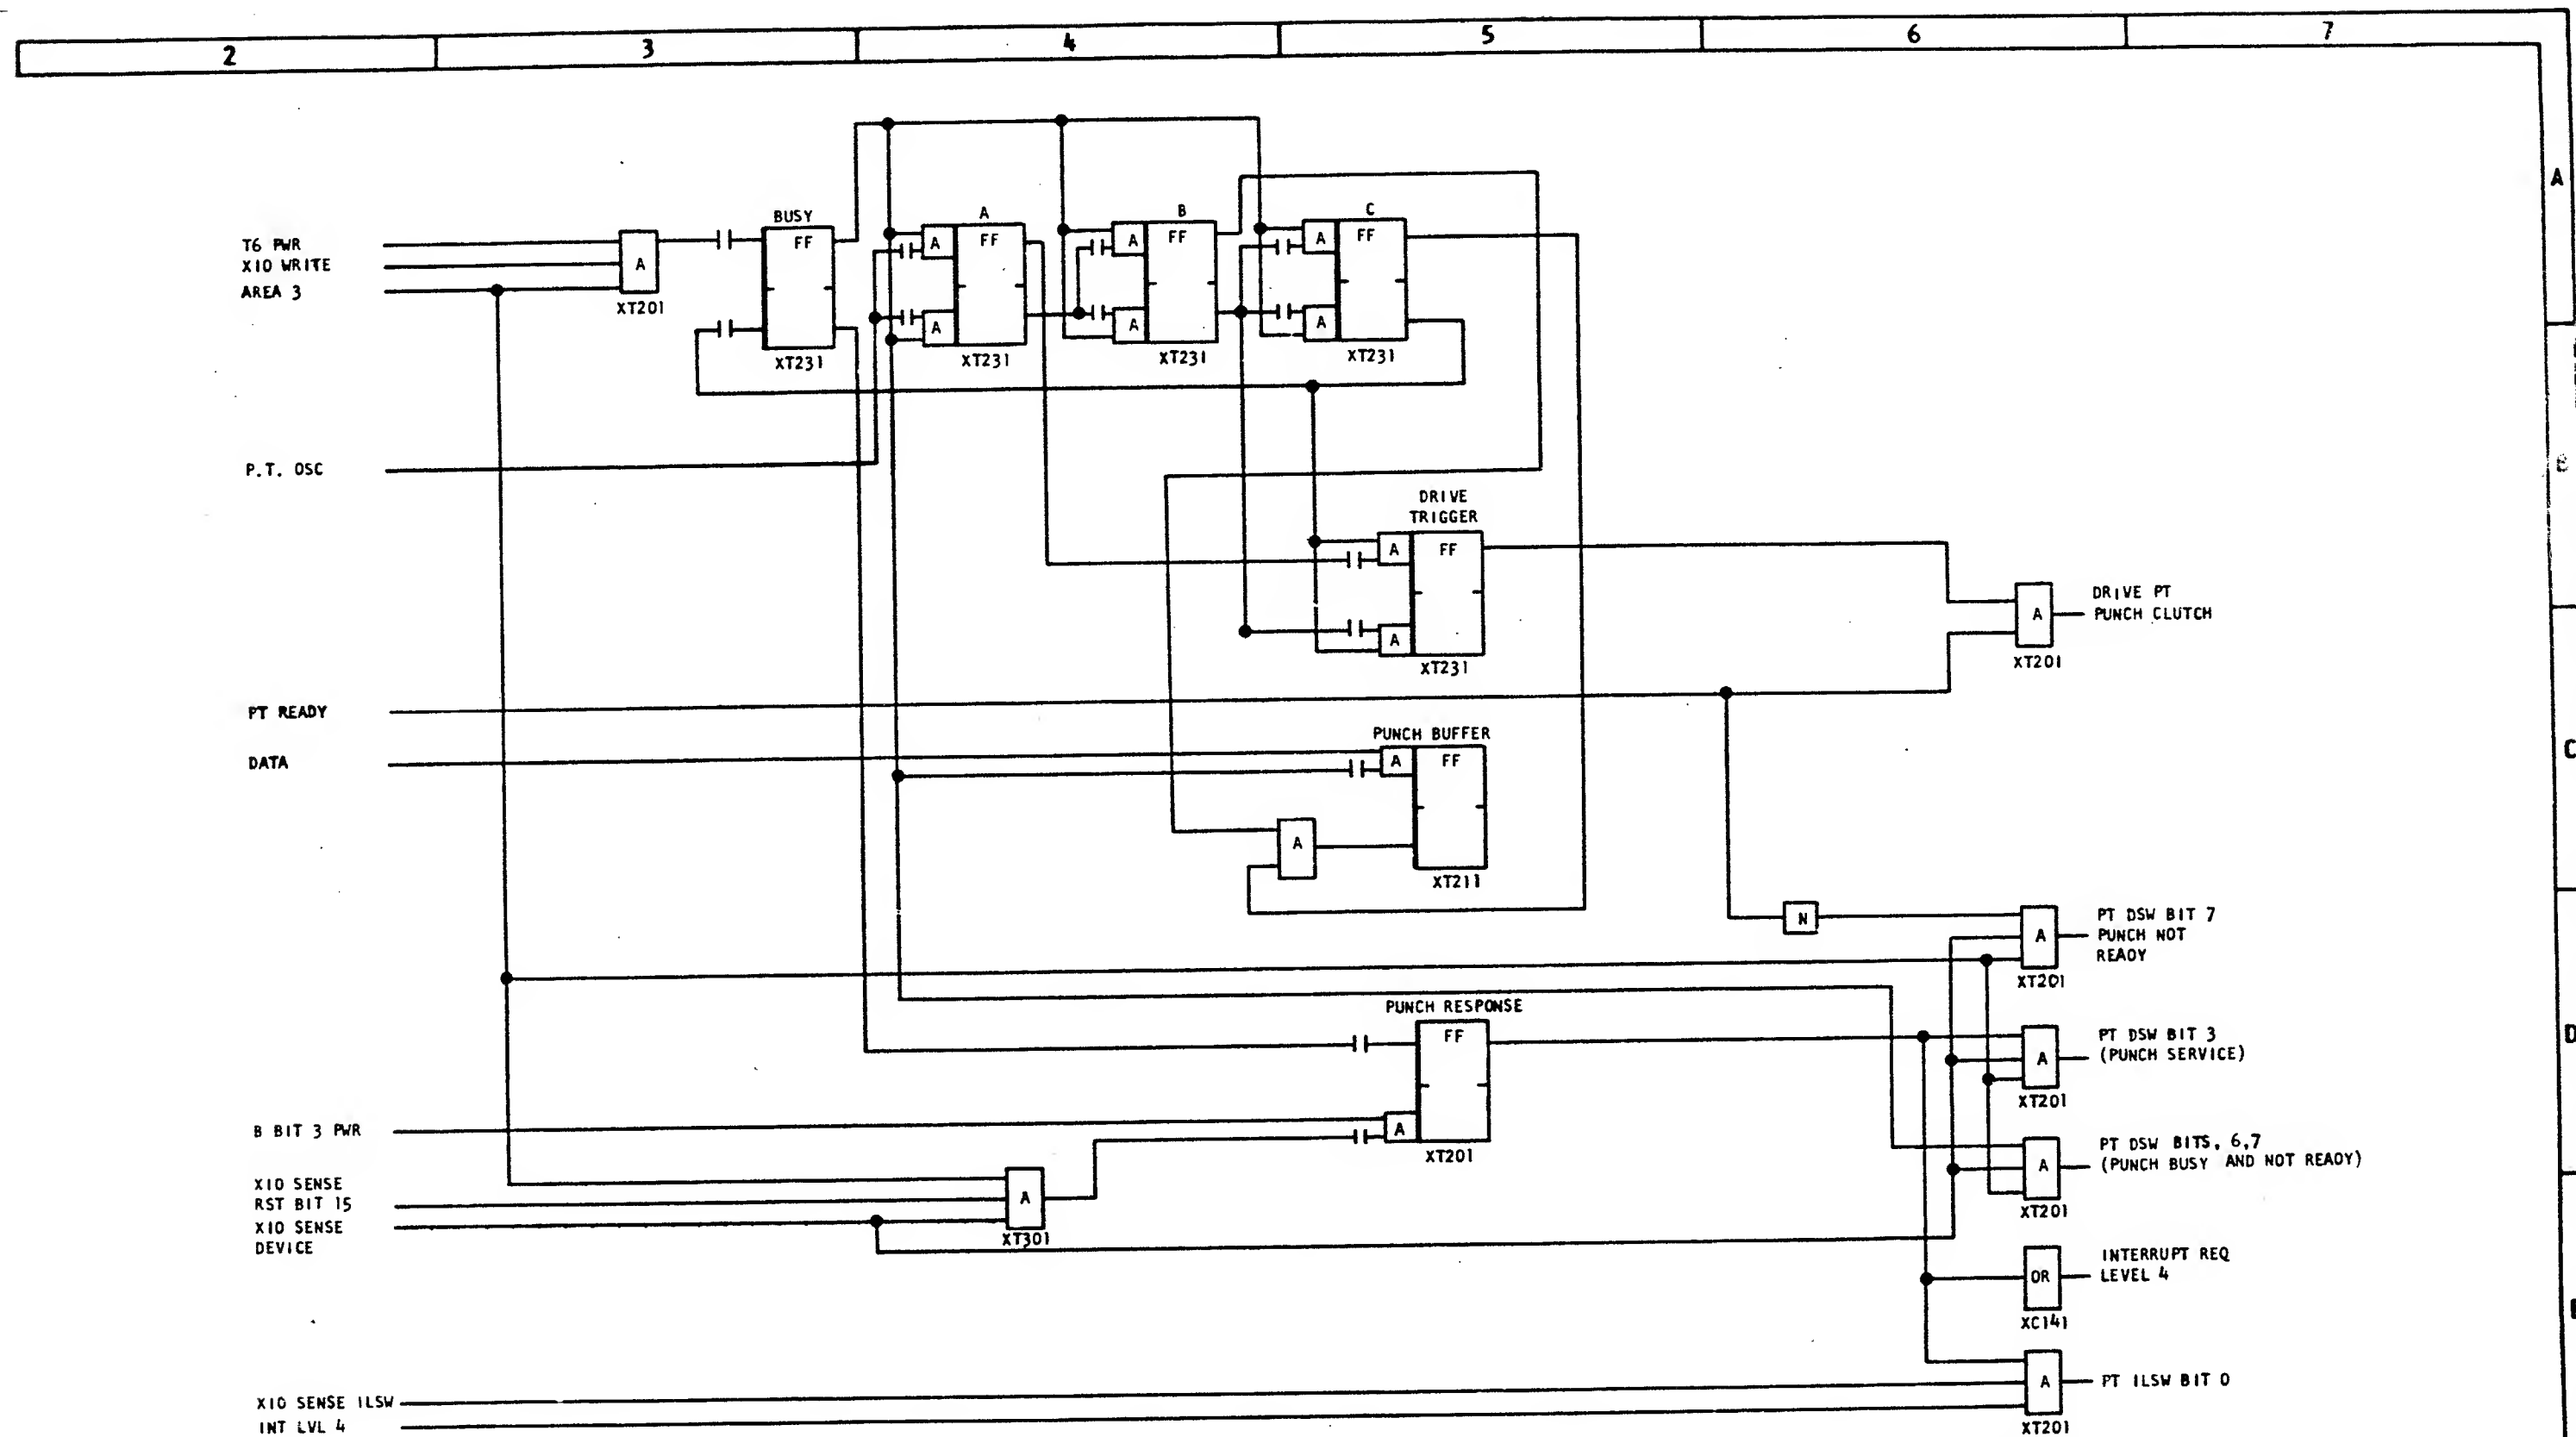 2 3 4 5 6 7
A
BUSY
A
B
C
T6 PWR
XIO WRITE
AREA 3
A
FF
A
FF
A
FF
A
FF
XT201
A
A
A
XT231
XT231
XT231
XT231
P.T. OSC
B
DRIVE
TRIGGER
A
FF
A
XT231
DRIVE PT
PUNCH CLUTCH
A
XT201
PT READY
PUNCH BUFFER
DATA
A
FF
C
A
XT211
N
A
PT DSW BIT 7
PUNCH NOT
READY
XT201
PUNCH RESPONSE
FF
D
A
PT DSW BIT 3
(PUNCH SERVICE)
XT201
B BIT 3 PWR
A
XT201
A
PT DSW BITS, 6,7
(PUNCH BUSY AND NOT READY)
XT201
XIO SENSE
RST BIT 15
XIO SENSE
DEVICE
A
XT301
OR
INTERRUPT REQ
LEVEL 4
XC141
XIO SENSE ILSW
INT LVL 4
A
PT ILSW BIT 0
XT201